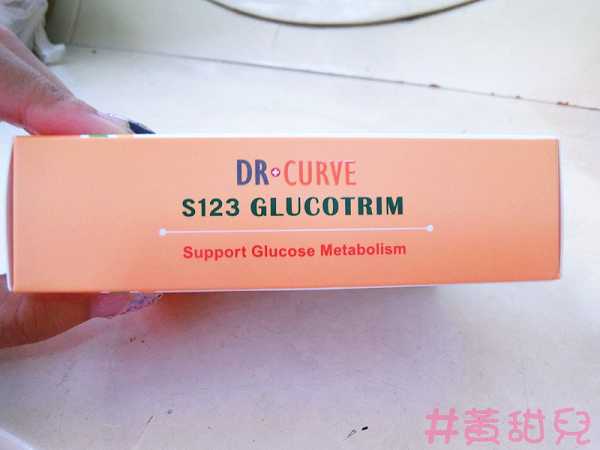 DR CURVE
S123 GLUCOTRIM
Support Glucose Metabolism
#黃甜兒